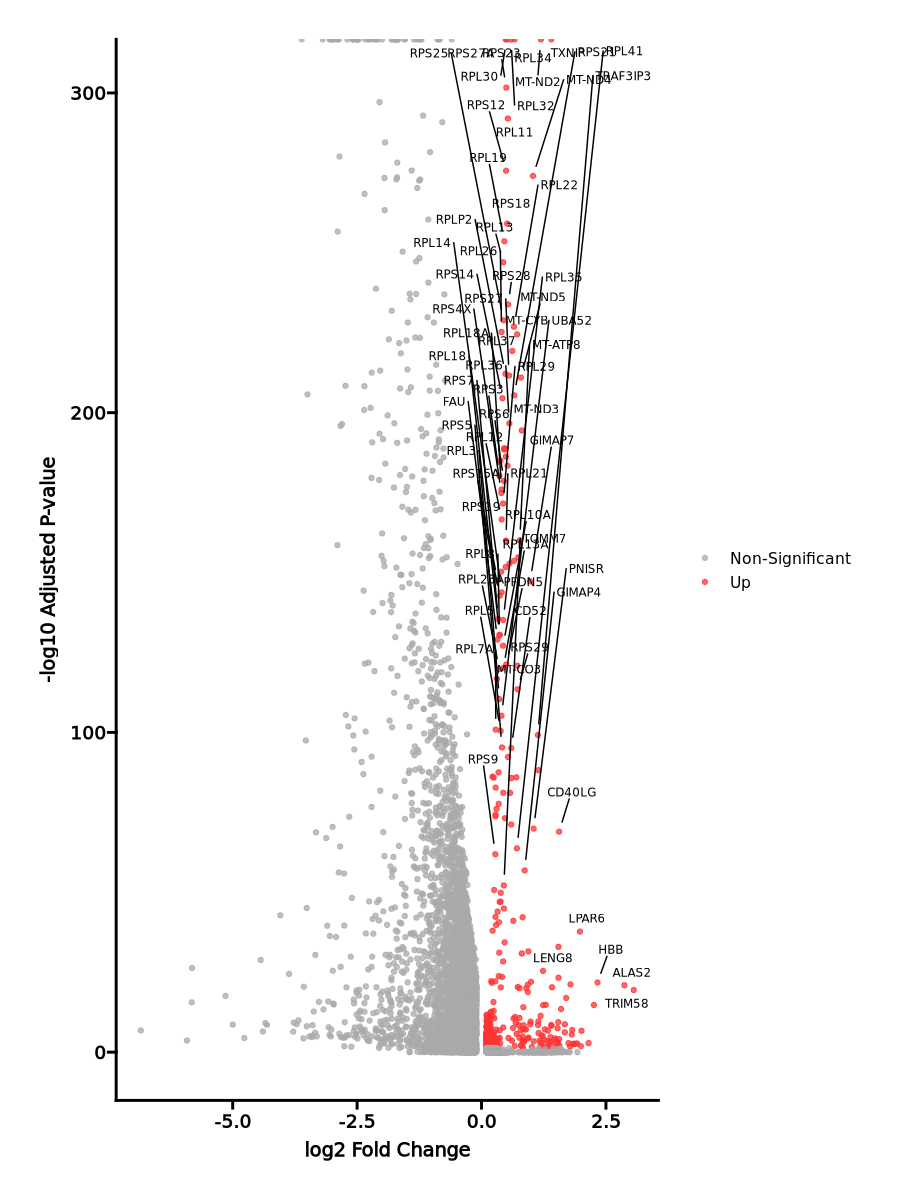 RPS25 RPS27A RPS23 TXNIP RPS21 RPL41
RPL34
RPL30 MT-ND2 MT-ND4 TRAF3IP3
300
RPS12 RPL32
RPL11
RPL19
RPL22
RPS18
RPLP2 RPL13
RPL14 RPL26
RPS14 RPS28 RPL35
RPS27 MT-ND5
RPS4X MT-CYB UBA52
RPL18A RPL37 MT-ATP8
RPL18 RPL36 RPL29
RPS7 RPS3
FAU RPS6 MT-ND3
200
RPS5 RPL12 GIMAP7
RPL3
RPS15A RPL21
RPS19 RPL10A
TOMM7
RPL13A
RPL8 PNISR
RPL23A PFDN5 GIMAP4
RPL5 CD52
RPL7A RPS29
MT-CO3
100
RPS9
CD40LG
LPAR6
HBB
LENG8 ALAS2
TRIM58
0
-5.0 -2.5 0.0 2.5
log2 Fold Change
-log10 Adjusted P-value
Non-Significant
Up